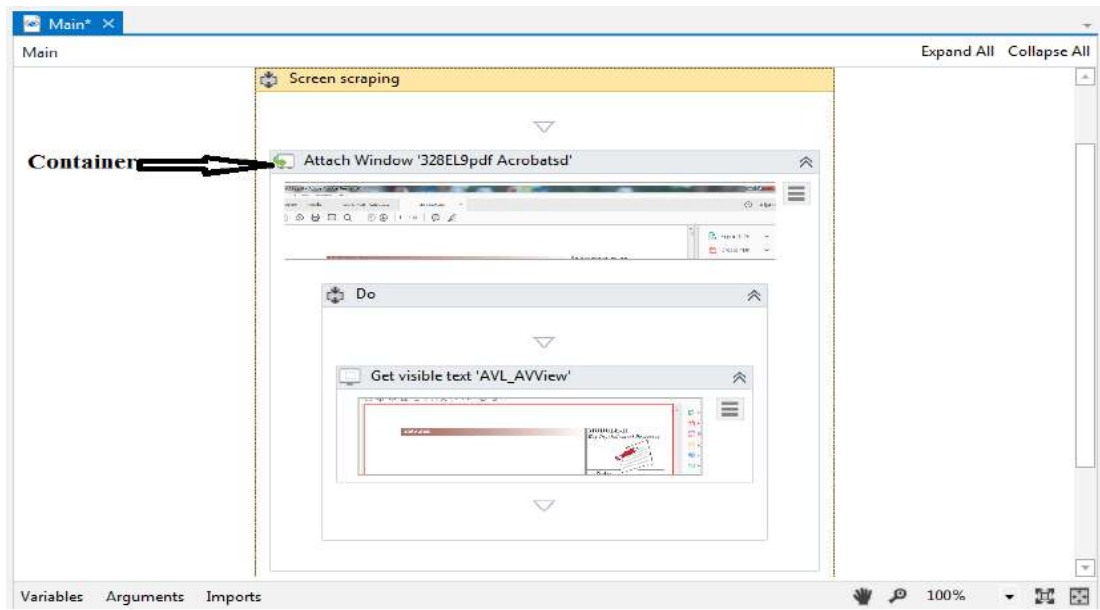 Main*
Main Expand All Collapse All
Screen scraping
Container
Attach Window '328EL9pdf Acrobatsd'
Do
Get visible text 'AVL_AVView'
Variables Arguments Imports 100%